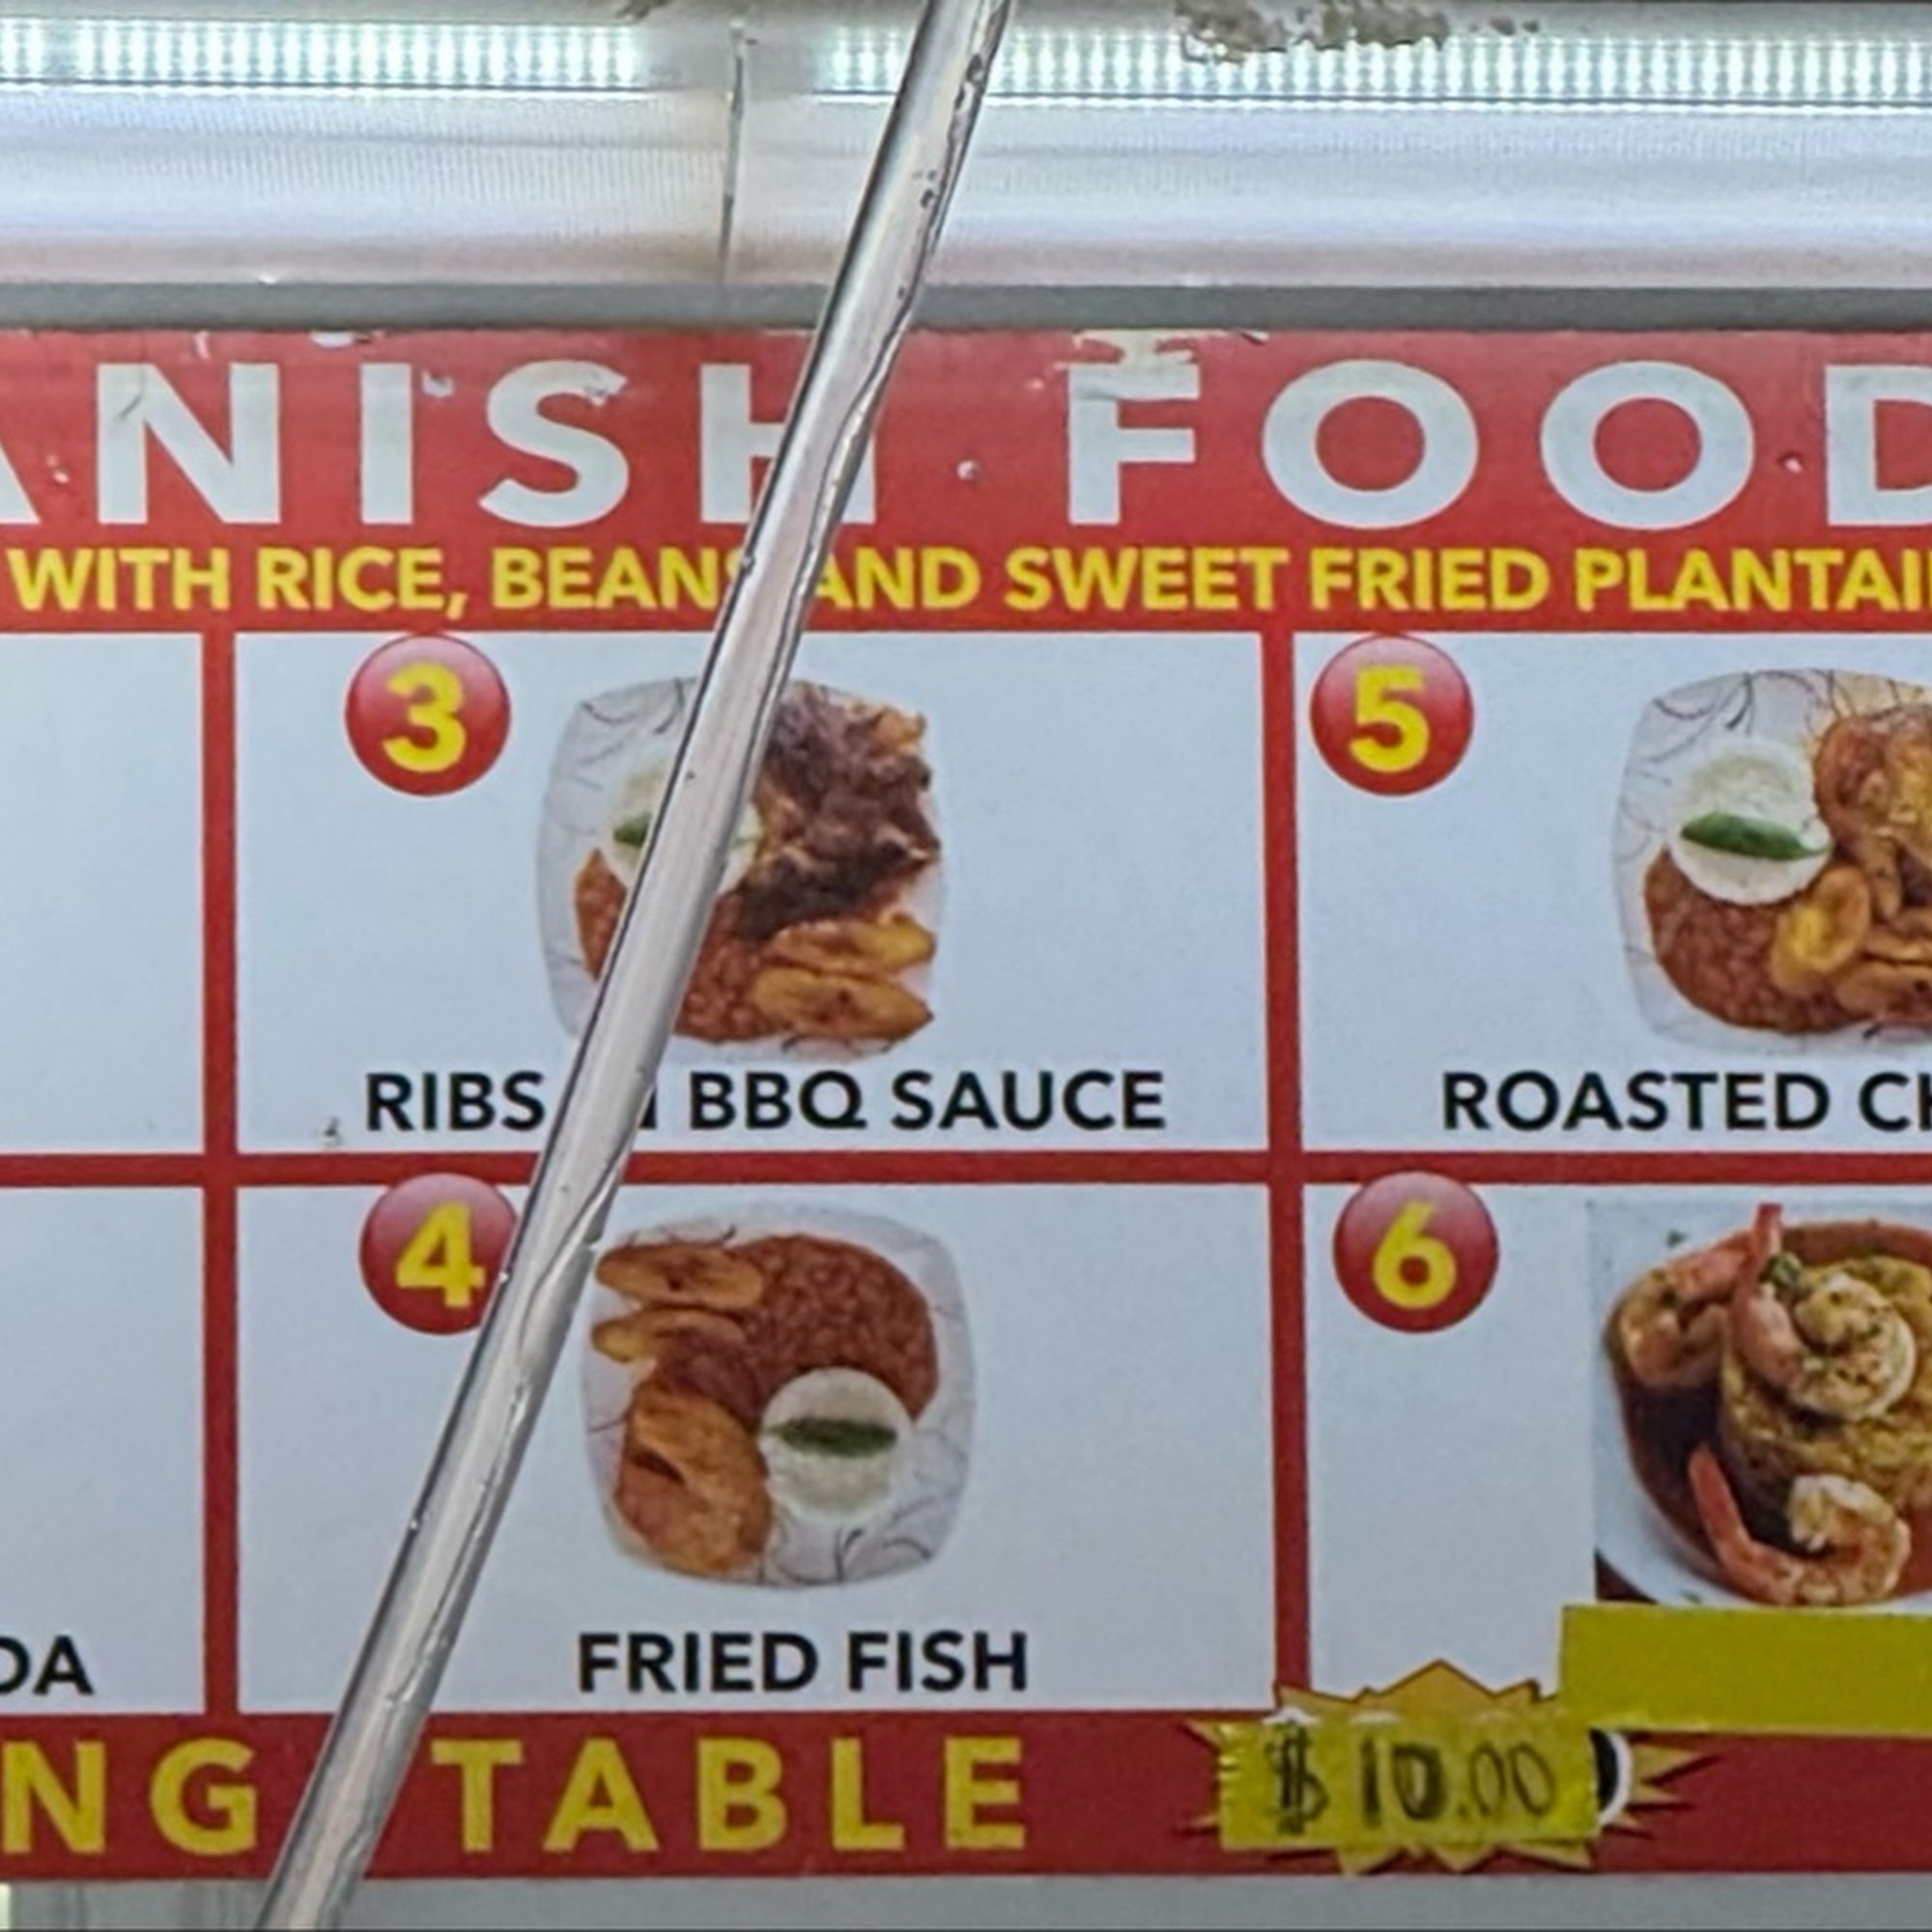 ANISH FOOD
WITH RICE, BEANS AND SWEET FRIED PLANTAI
3
RIBS BBQ SAUCE
5
ROASTED CH
4
FRIED FISH
6
DA
NG TABLE
$10.00